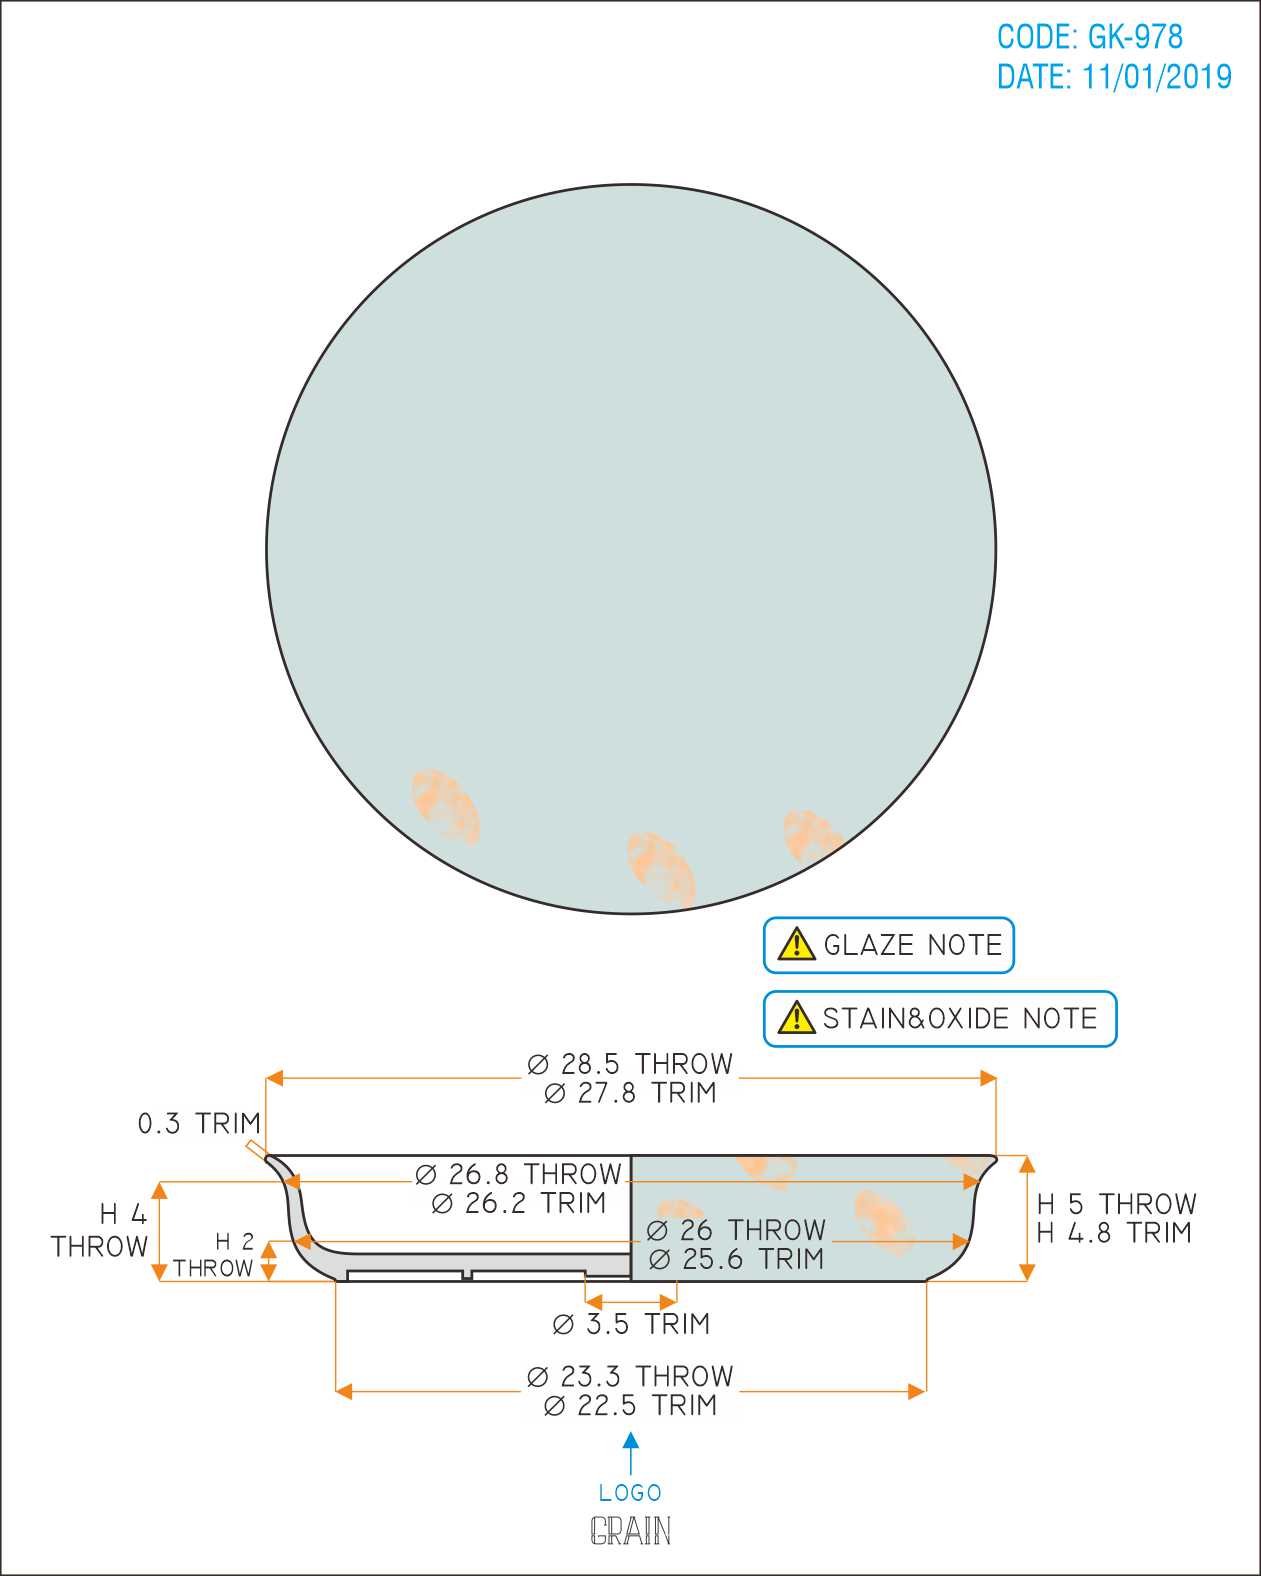 CODE: GK-978
DATE: 11/01/2019
GLAZE NOTE
STAIN&OXIDE NOTE
Ø 28.5 THROW
Ø 27.8 TRIM
0.3 TRIM
Ø 26.8 THROW
Ø 26.2 TRIM
H 4
THROW
H 2
THROW
Ø 26 THROW
Ø 25.6 TRIM
H 5 THROW
H 4.8 TRIM
Ø 3.5 TRIM
Ø 23.3 THROW
Ø 22.5 TRIM
LOGO
GRAIN